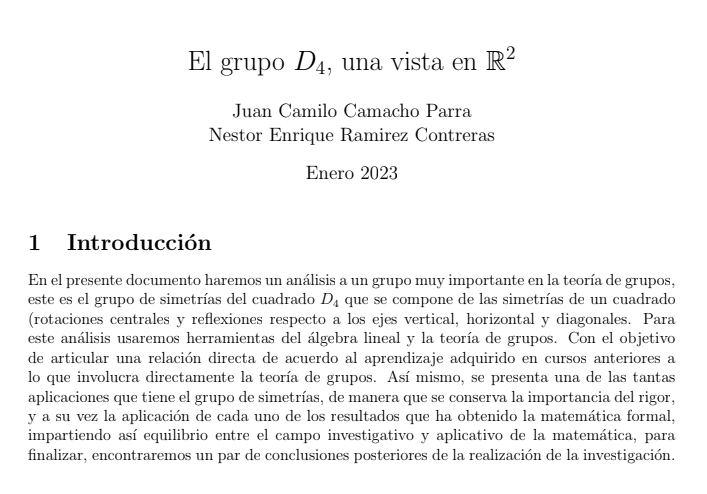 El grupo D₄, una vista en ℝ²
Juan Camilo Camacho Parra
Nestor Enrique Ramirez Contreras
Enero 2023
1 Introducción
En el presente documento haremos un análisis a un grupo muy importante en la teoría de grupos,
este es el grupo de simetrías del cuadrado D₄ que se compone de las simetrías de un cuadrado
(rotaciones centrales y reflexiones respecto a los ejes vertical, horizontal y diagonales. Para
este análisis usaremos herramientas del álgebra lineal y la teoría de grupos. Con el objetivo
de articular una relación directa de acuerdo al aprendizaje adquirido en cursos anteriores a
lo que involucra directamente la teoría de grupos. Así mismo, se presenta una de las tantas
aplicaciones que tiene el grupo de simetrías, de manera que se conserva la importancia del rigor,
y a su vez la aplicación de cada uno de los resultados que ha obtenido la matemática formal,
impartiendo así equilibrio entre el campo investigativo y aplicativo de la matemática, para
finalizar, encontraremos un par de conclusiones posteriores de la realización de la investigación.